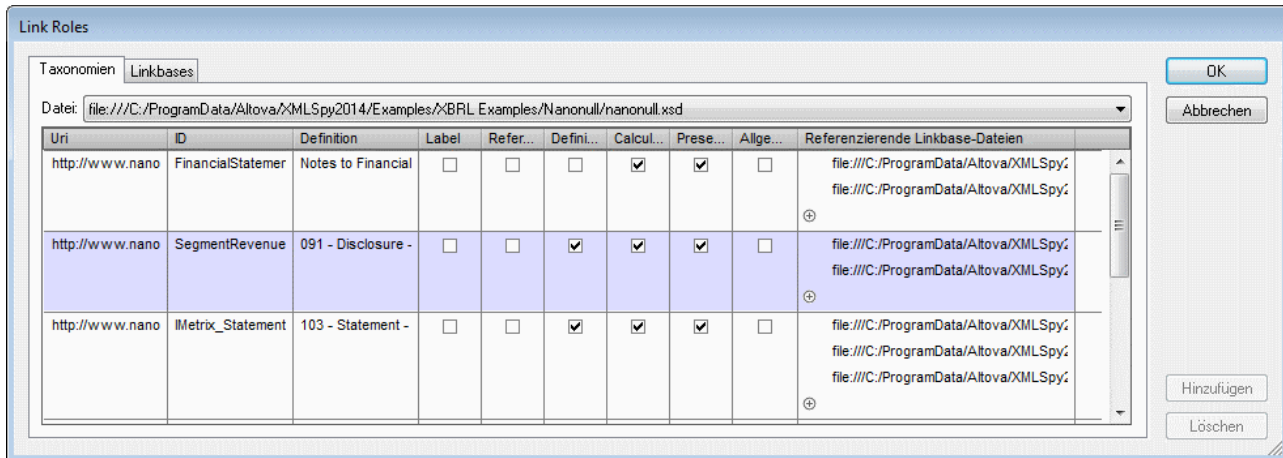 Link Roles
Taxonomien Linkbases
OK
Datei: file:///C:/ProgramData/Altova/XMLSpy2014/Examples/XBRL Examples/Nanonull/nanonull.xsd
Abbrechen
Uri ID Definition Label Refer... Defini... Calcul... Prese... Allge... Referenzierende Linkbase-Dateien
http://www.nano FinancialStatemer Notes to Financial file:///C:/ProgramData/Altova/XMLSpy2
file:///C:/ProgramData/Altova/XMLSpy2
http://www.nano SegmentRevenue 091 - Disclosure - file:///C:/ProgramData/Altova/XMLSpy2
file:///C:/ProgramData/Altova/XMLSpy2
http://www.nano IMetrix_Statement 103 - Statement - file:///C:/ProgramData/Altova/XMLSpy2
file:///C:/ProgramData/Altova/XMLSpy2
file:///C:/ProgramData/Altova/XMLSpy2
Hinzufügen
Löschen